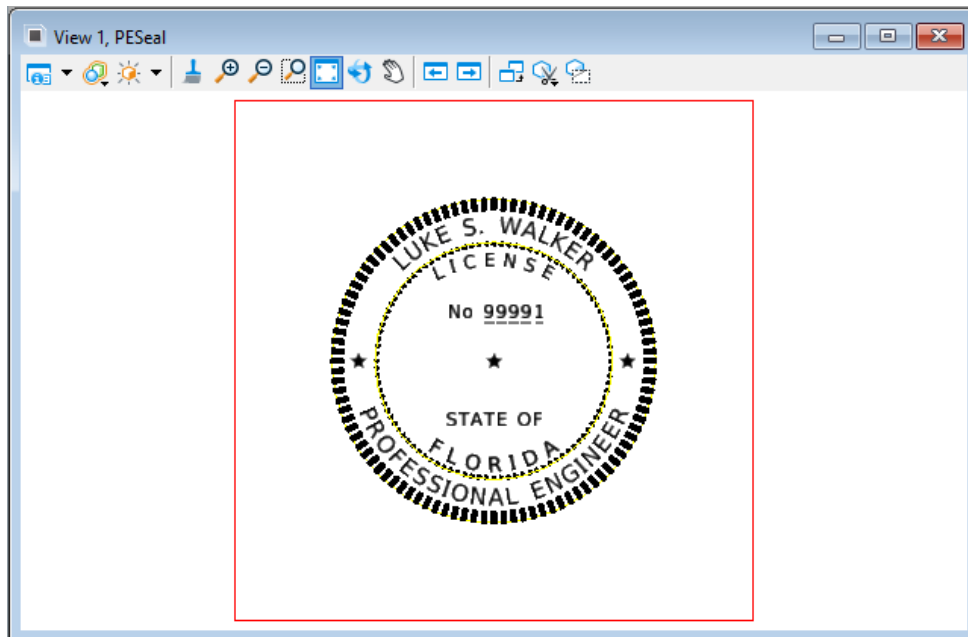 View 1, PESeal
LUKE S. WALKER
LICENSE
No 99991
STATE OF
FLORIDA
PROFESSIONAL ENGINEER